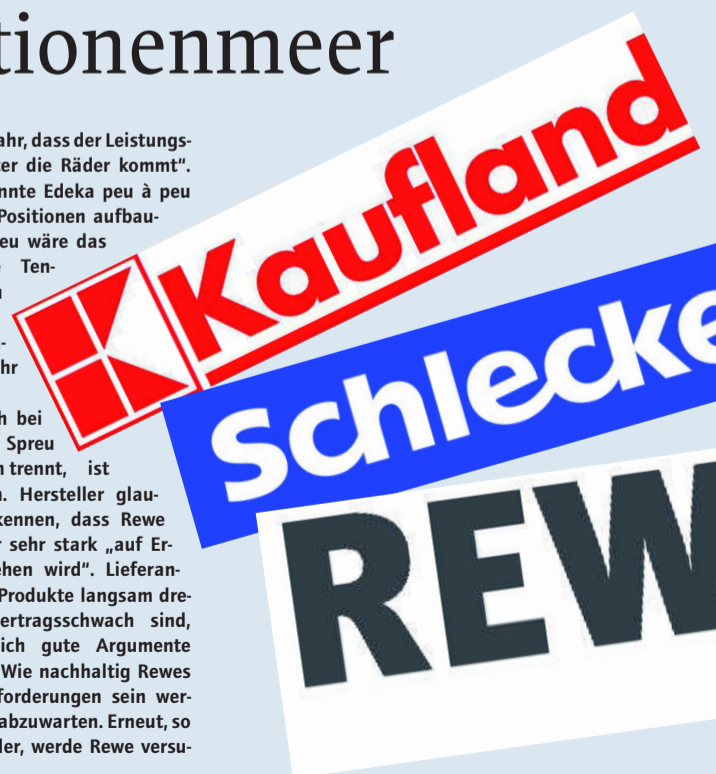 tionenmeer
ahr, dass der Leistungs-
ter die Räder kommt“.
nnte Edeka peu à peu
Positionen aufbau-
eu wäre das
Ten-
hr
h bei
Spreu
n trennt, ist
n. Hersteller glau-
kennen, dass Rewe
r sehr stark „auf Er-
ehen wird“. Lieferan-
Produkte langsam dre-
ertragsschwach sind,
ich gute Argumente
Wie nachhaltig Rewes
forderungen sein wer-
abzuwarten. Erneut, so
ler, werde Rewe versu-
Kaufland
Schlecke
REW